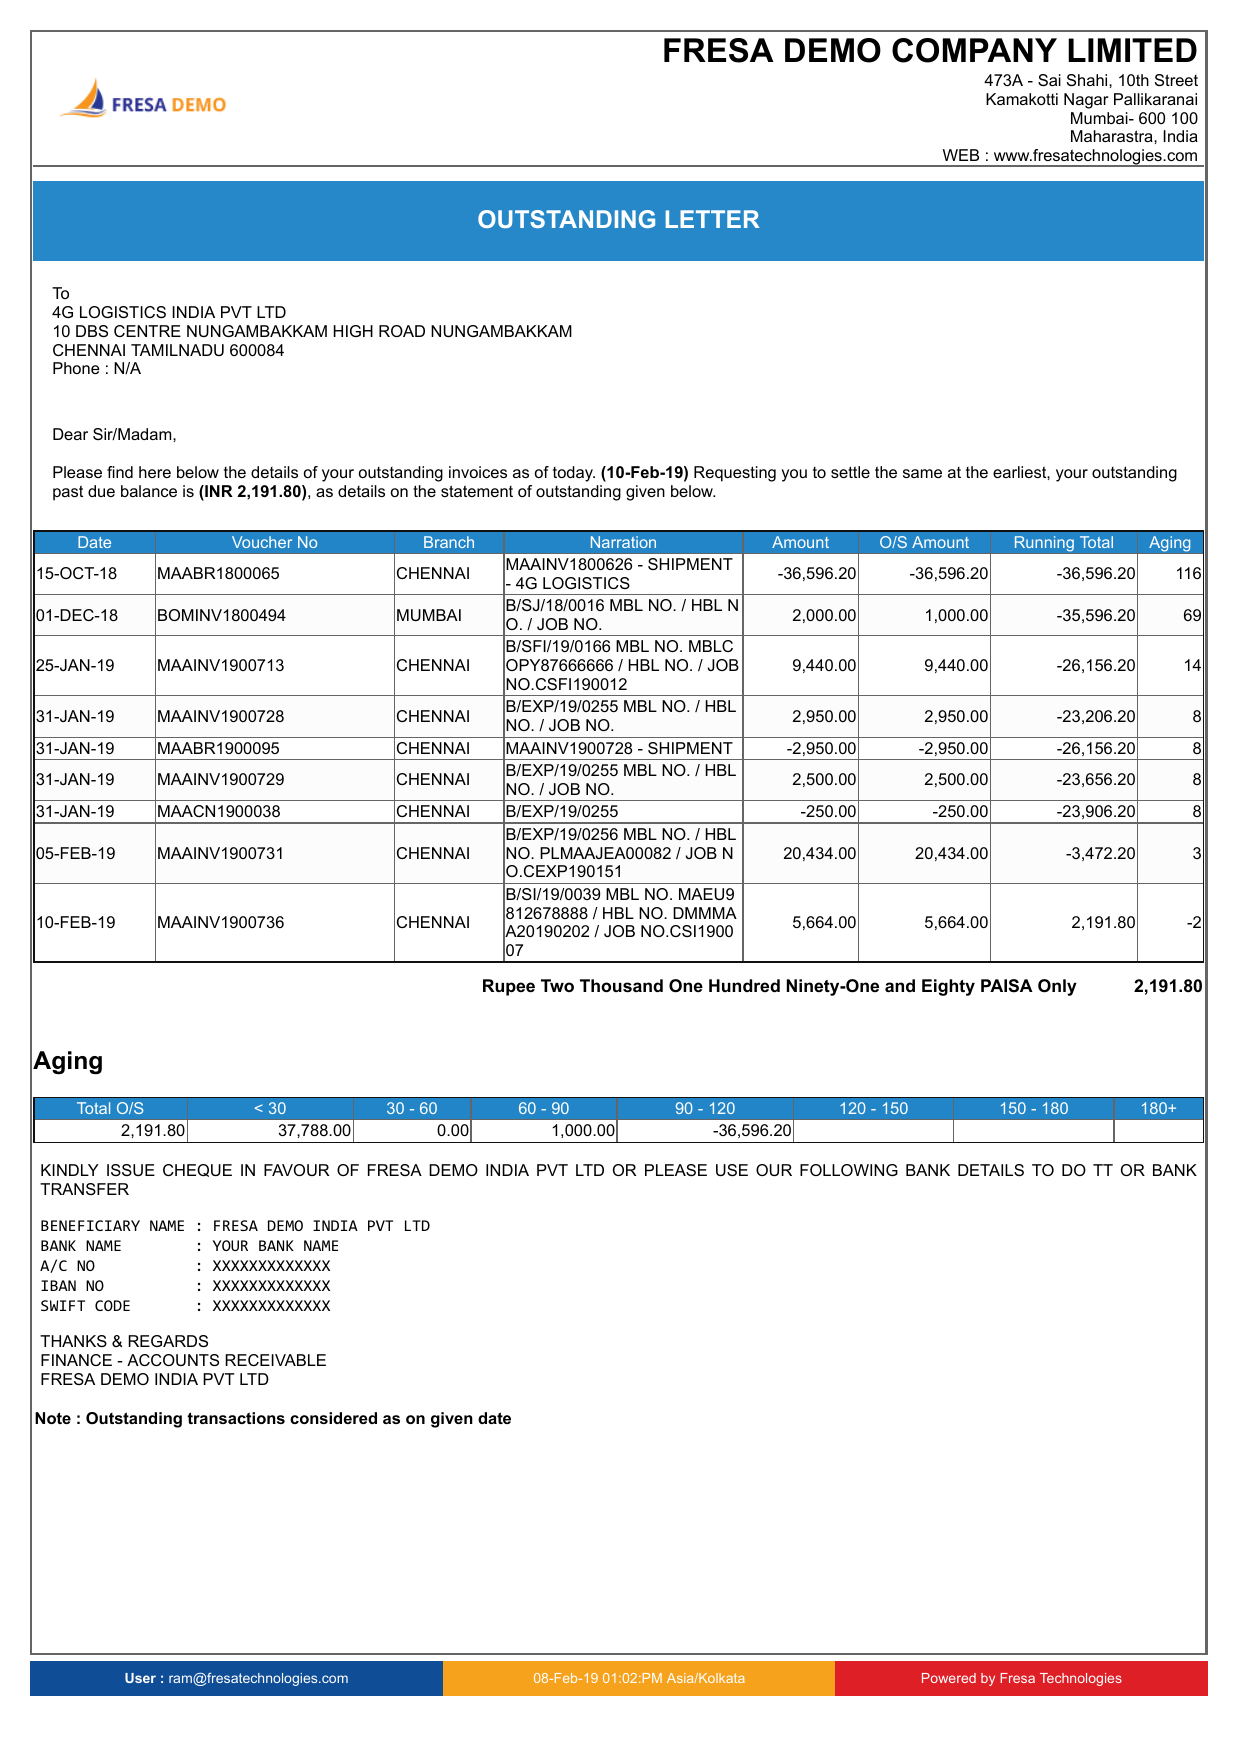 FRESA DEMO COMPANY LIMITED
473A - Sai Shahi, 10th Street
Kamakotti Nagar Pallikaranai
Mumbai- 600 100
Maharastra, India
WEB : www.fresatechnologies.com
FRESA DEMO
OUTSTANDING LETTER
To
4G LOGISTICS INDIA PVT LTD
10 DBS CENTRE NUNGAMBAKKAM HIGH ROAD NUNGAMBAKKAM
CHENNAI TAMILNADU 600084
Phone : N/A
Dear Sir/Madam,
Please find here below the details of your outstanding invoices as of today. (10-Feb-19) Requesting you to settle the same at the earliest, your outstanding
past due balance is (INR 2,191.80), as details on the statement of outstanding given below.
Date Voucher No Branch Narration Amount O/S Amount Running Total Aging
15-OCT-18 MAABR1800065 CHENNAI MAAINV1800626 - SHIPMENT
- 4G LOGISTICS -36,596.20 -36,596.20 -36,596.20 116
01-DEC-18 BOMINV1800494 MUMBAI B/SJ/18/0016 MBL NO. / HBL N
O. / JOB NO. 2,000.00 1,000.00 -35,596.20 69
25-JAN-19 MAAINV1900713 CHENNAI B/SFI/19/0166 MBL NO. MBLC
OPY87666666 / HBL NO. / JOB
NO.CSFI190012 9,440.00 9,440.00 -26,156.20 14
31-JAN-19 MAAINV1900728 CHENNAI B/EXP/19/0255 MBL NO. / HBL
NO. / JOB NO. 2,950.00 2,950.00 -23,206.20 8
31-JAN-19 MAABR1900095 CHENNAI MAAINV1900728 - SHIPMENT -2,950.00 -2,950.00 -26,156.20 8
31-JAN-19 MAAINV1900729 CHENNAI B/EXP/19/0255 MBL NO. / HBL
NO. / JOB NO. 2,500.00 2,500.00 -23,656.20 8
31-JAN-19 MAACN1900038 CHENNAI B/EXP/19/0255 -250.00 -250.00 -23,906.20 8
05-FEB-19 MAAINV1900731 CHENNAI B/EXP/19/0256 MBL NO. / HBL
NO. PLMAAJEA00082 / JOB N
O.CEXP190151 20,434.00 20,434.00 -3,472.20 3
10-FEB-19 MAAINV1900736 CHENNAI B/SI/19/0039 MBL NO. MAEU9
812678888 / HBL NO. DMMMA
A20190202 / JOB NO.CSI1900
07 5,664.00 5,664.00 2,191.80 -2
Rupee Two Thousand One Hundred Ninety-One and Eighty PAISA Only 2,191.80
Aging
Total O/S < 30 30 - 60 60 - 90 90 - 120 120 - 150 150 - 180 180+
2,191.80 37,788.00 0.00 1,000.00 -36,596.20
KINDLY ISSUE CHEQUE IN FAVOUR OF FRESA DEMO INDIA PVT LTD OR PLEASE USE OUR FOLLOWING BANK DETAILS TO DO TT OR BANK
TRANSFER
BENEFICIARY NAME : FRESA DEMO INDIA PVT LTD
BANK NAME : YOUR BANK NAME
A/C NO : XXXXXXXXXXXXX
IBAN NO : XXXXXXXXXXXXX
SWIFT CODE : XXXXXXXXXXXXX
THANKS & REGARDS
FINANCE - ACCOUNTS RECEIVABLE
FRESA DEMO INDIA PVT LTD
Note : Outstanding transactions considered as on given date
User : ram@fresatechnologies.com 08-Feb-19 01:02:PM Asia/Kolkata Powered by Fresa Technologies